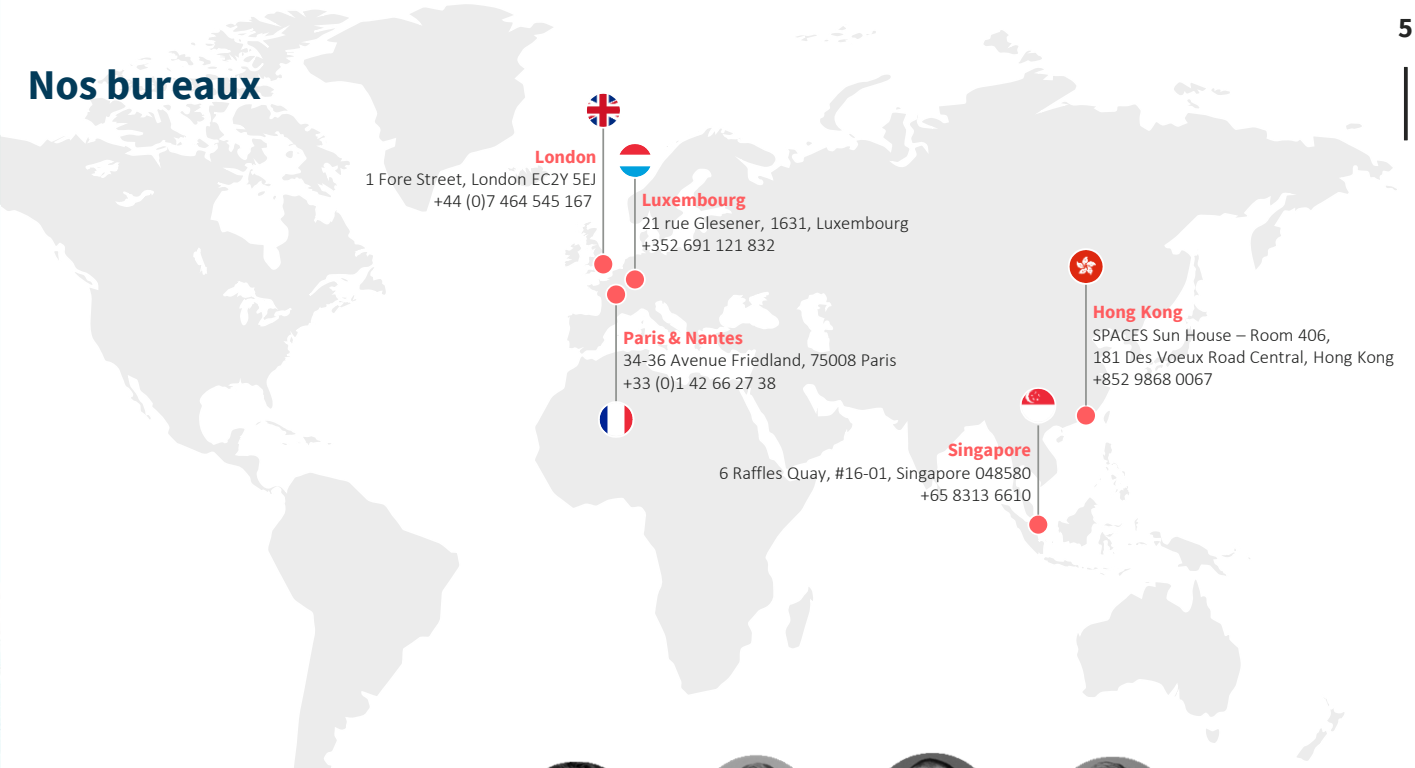 5
Nos bureaux
London
1 Fore Street, London EC2Y 5EJ
+44 (0)7 464 545 167
Luxembourg
21 rue Glesener, 1631, Luxembourg
+352 691 121 832
Paris & Nantes
34-36 Avenue Friedland, 75008 Paris
+33 (0)1 42 66 27 38
Hong Kong
SPACES Sun House – Room 406,
181 Des Voeux Road Central, Hong Kong
+852 9868 0067
Singapore
6 Raffles Quay, #16-01, Singapore 048580
+65 8313 6610